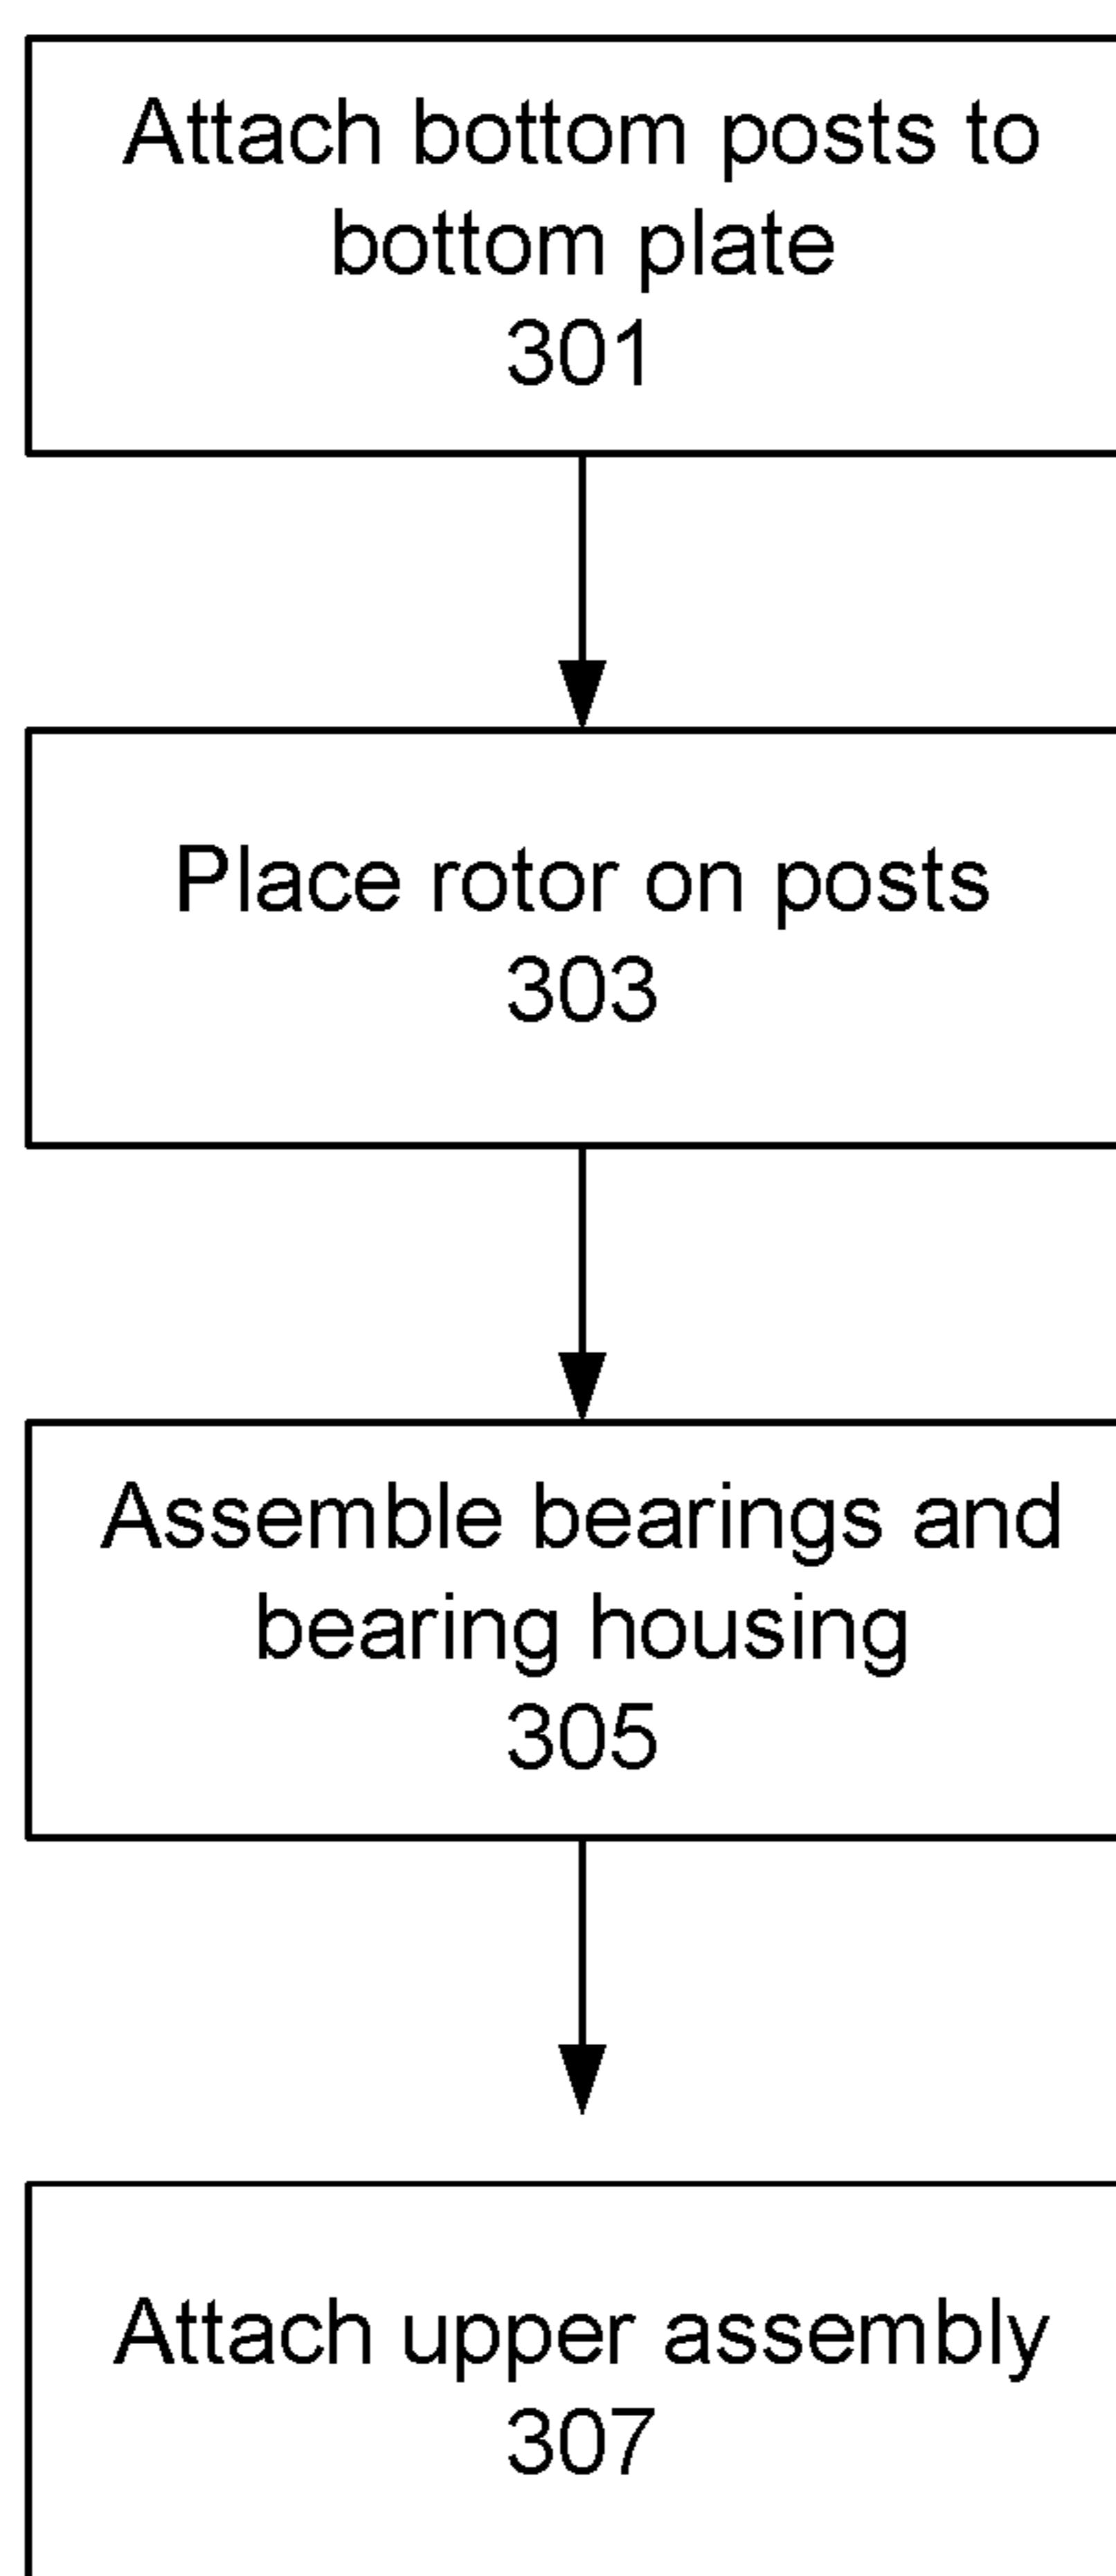 Attach bottom posts to
bottom plate
301
Place rotor on posts
303
Assemble bearings and
bearing housing
305
Attach upper assembly
307